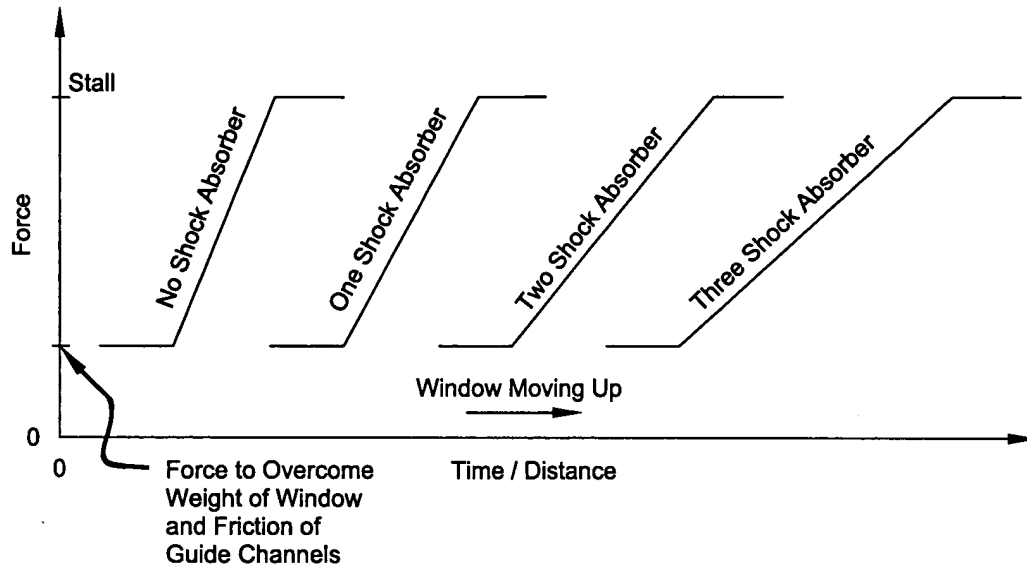 Stall
No Shock Absorber
One Shock Absorber
Two Shock Absorber
Three Shock Absorber
Force
Window Moving Up
0
0
Force to Overcome
Weight of Window
and Friction of
Guide Channels
Time / Distance